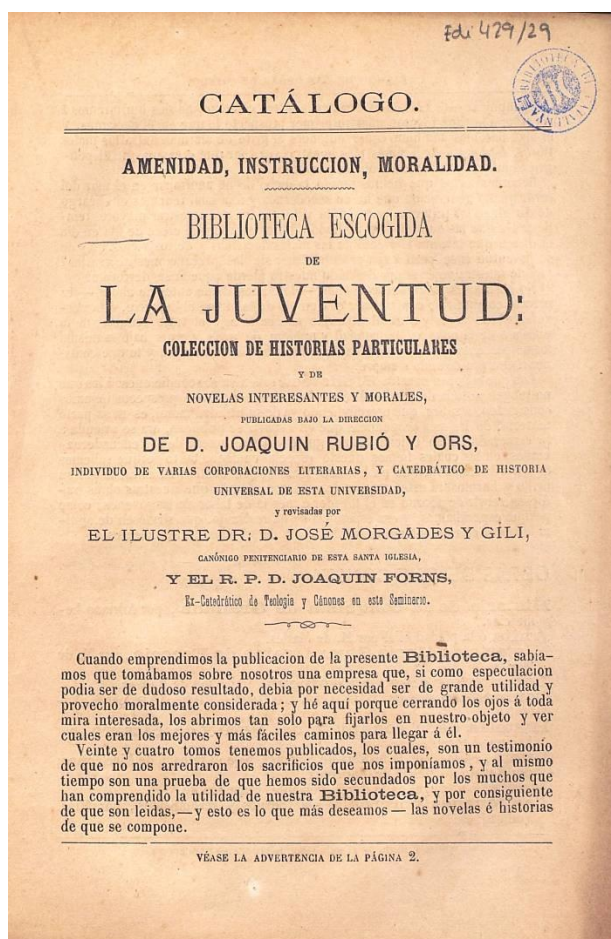 Edi 429/29
BIBLIOTECA DE CATALUNYA
CATÁLOGO.
AMENIDAD, INSTRUCCION, MORALIDAD.
BIBLIOTECA ESCOGIDA
DE
LA JUVENTUD:
COLECCION DE HISTORIAS PARTICULARES
Y DE
NOVELAS INTERESANTES Y MORALES,
PUBLICADAS BAJO LA DIRECCION
DE D. JOAQUIN RUBIÓ Y ORS,
INDIVIDUO DE VARIAS CORPORACIONES LITERARIAS, Y CATEDRÁTICO DE HISTORIA
UNIVERSAL DE ESTA UNIVERSIDAD,
y revisadas por
EL ILUSTRE DR. D. JOSÉ MORGADES Y GILI,
CANÓNIGO PENITENCIARIO DE ESTA SANTA IGLESIA,
Y EL R. P. D. JOAQUIN FORNS,
Ex-Catedrático de Teología y Cánones en este Seminario.
Cuando emprendimos la publicacion de la presente Biblioteca, sabía-
mos que tomábamos sobre nosotros una empresa que, si como especulacion
podia ser de dudoso resultado, debia por necesidad ser de grande utilidad y
provecho moralmente considerada; y hé aquí porque cerrando los ojos á toda
mira interesada, los abrimos tan solo para fijarlos en nuestro objeto y ver
cuales eran los mejores y más fáciles caminos para llegar á él.
Veinte y cuatro tomos tenemos publicados, los cuales, son un testimonio
de que no nos arredraron los sacrificios que nos imponíamos, y al mismo
tiempo son una prueba de que hemos sido secundados por los muchos que
han comprendido la utilidad de nuestra Biblioteca, y por consiguiente
de que son leidas,—y esto es lo que más deseamos—las novelas é historias
de que se compone.
VÉASE LA ADVERTENCIA DE LA PÁGINA 2.